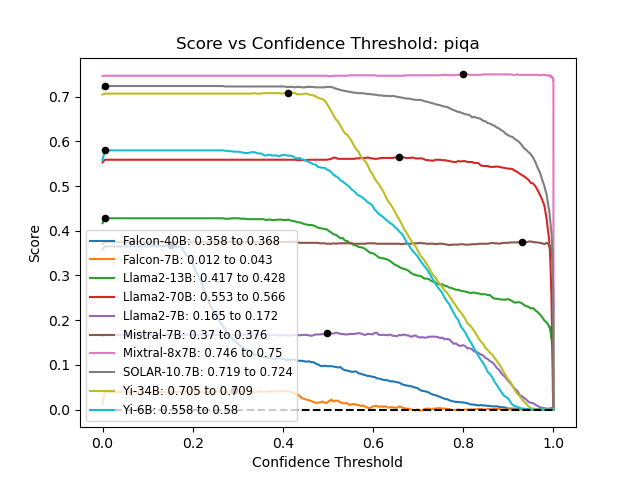 Score vs Confidence Threshold: piqa
Score
0.7
0.6
0.5
0.4
0.3
0.2
0.1
0.0
Falcon-40B: 0.358 to 0.368
Falcon-7B: 0.012 to 0.043
Llama2-13B: 0.417 to 0.428
Llama2-70B: 0.553 to 0.566
Llama2-7B: 0.165 to 0.172
Mistral-7B: 0.37 to 0.376
Mixtral-8x7B: 0.746 to 0.75
SOLAR-10.7B: 0.719 to 0.724
Yi-34B: 0.705 to 0.709
Yi-6B: 0.558 to 0.58
0.0 0.2 0.4 0.6 0.8 1.0
Confidence Threshold